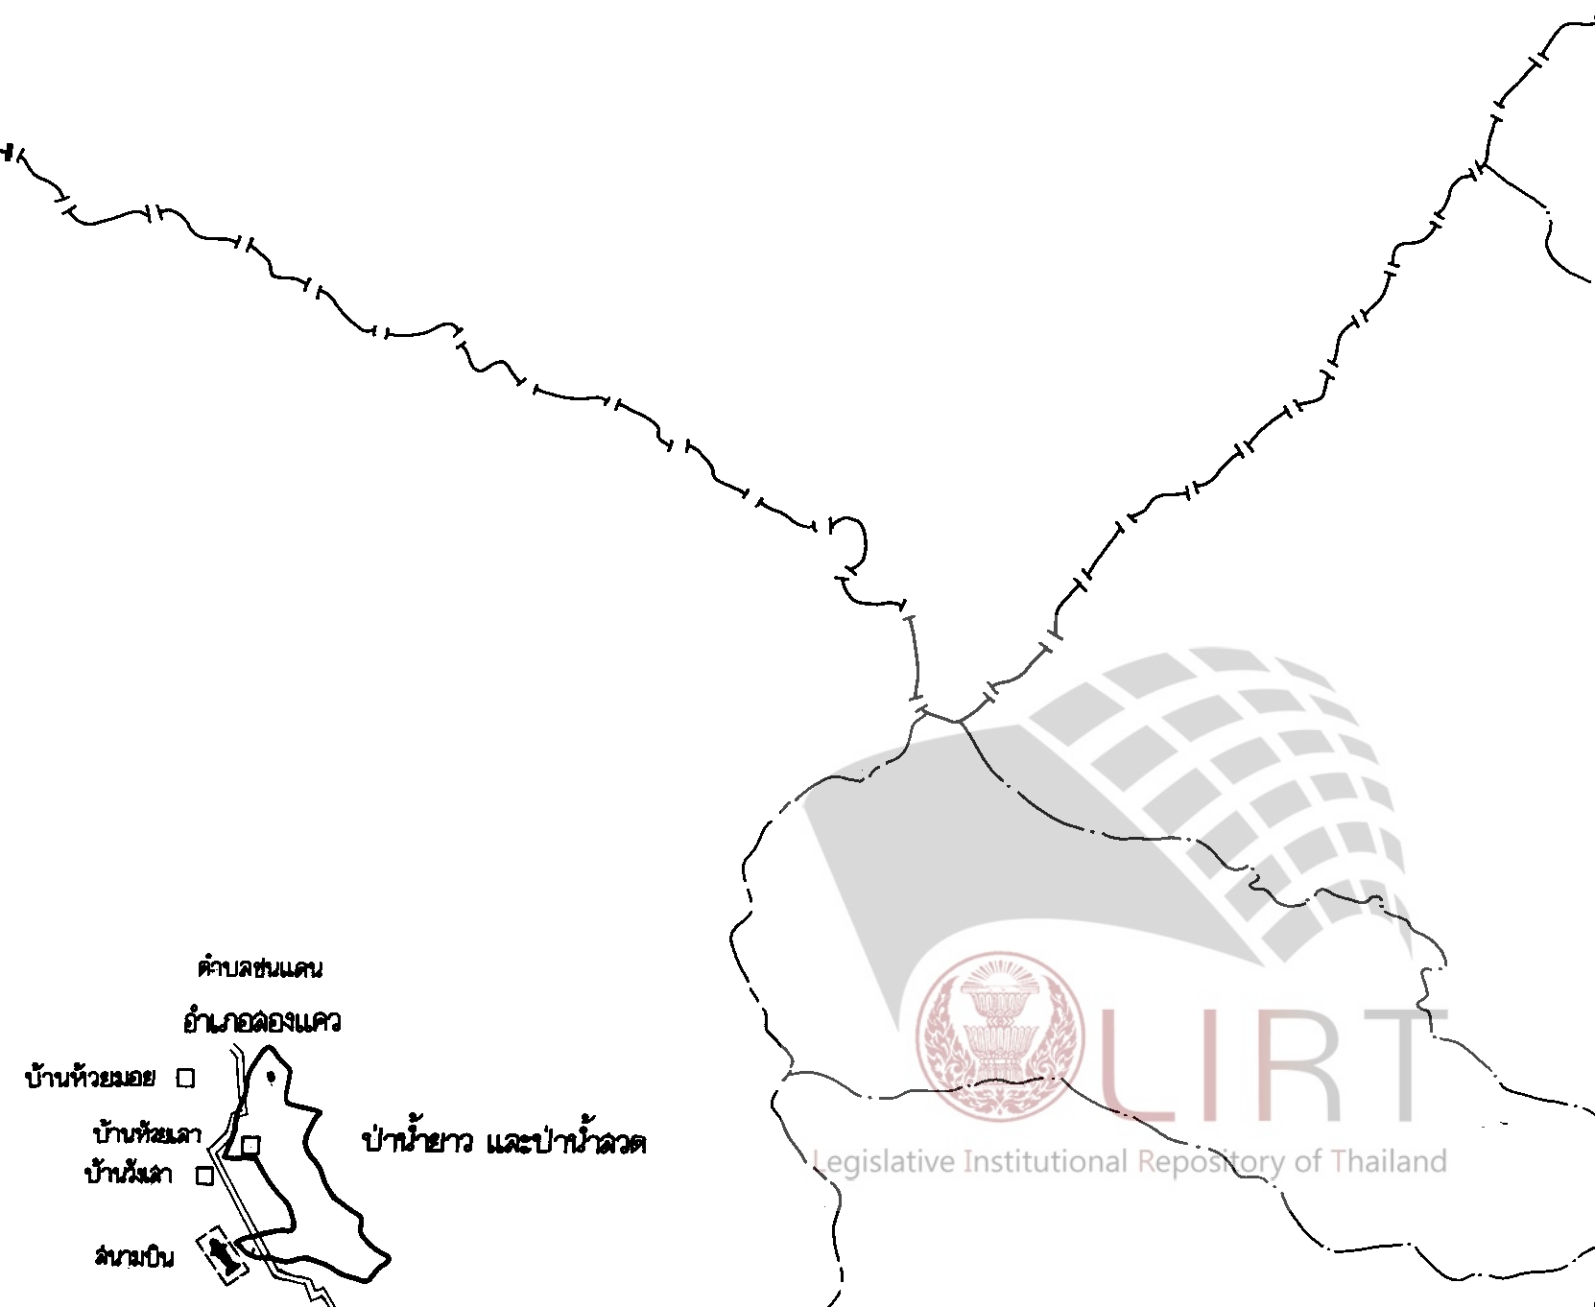 ตำบลชนแดน
อำเภอสองแคว
บ้านห้วยมอย
บ้านห้วยเลา
ป่าน้ำยาว และป่าน้ำสวด
บ้านวังเสา
สนามบิน
LIRT
Legislative Institutional Repository of Thailand